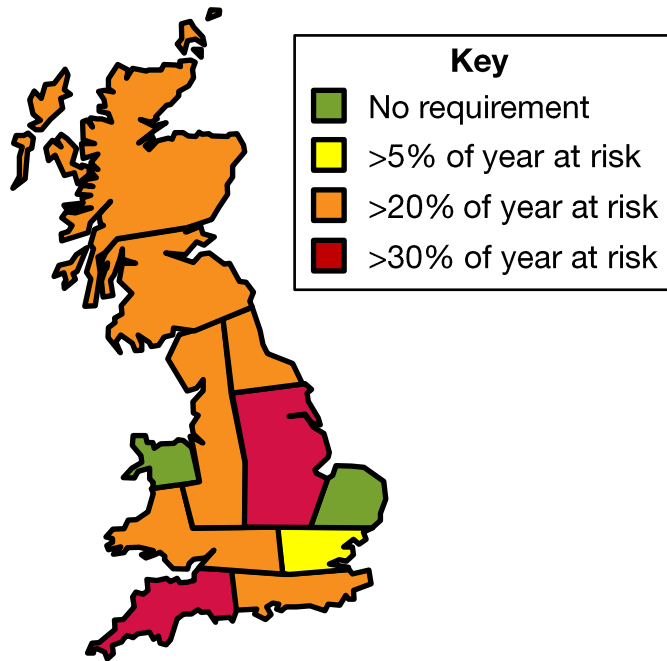 Key
No requirement
>5% of year at risk
>20% of year at risk
>30% of year at risk